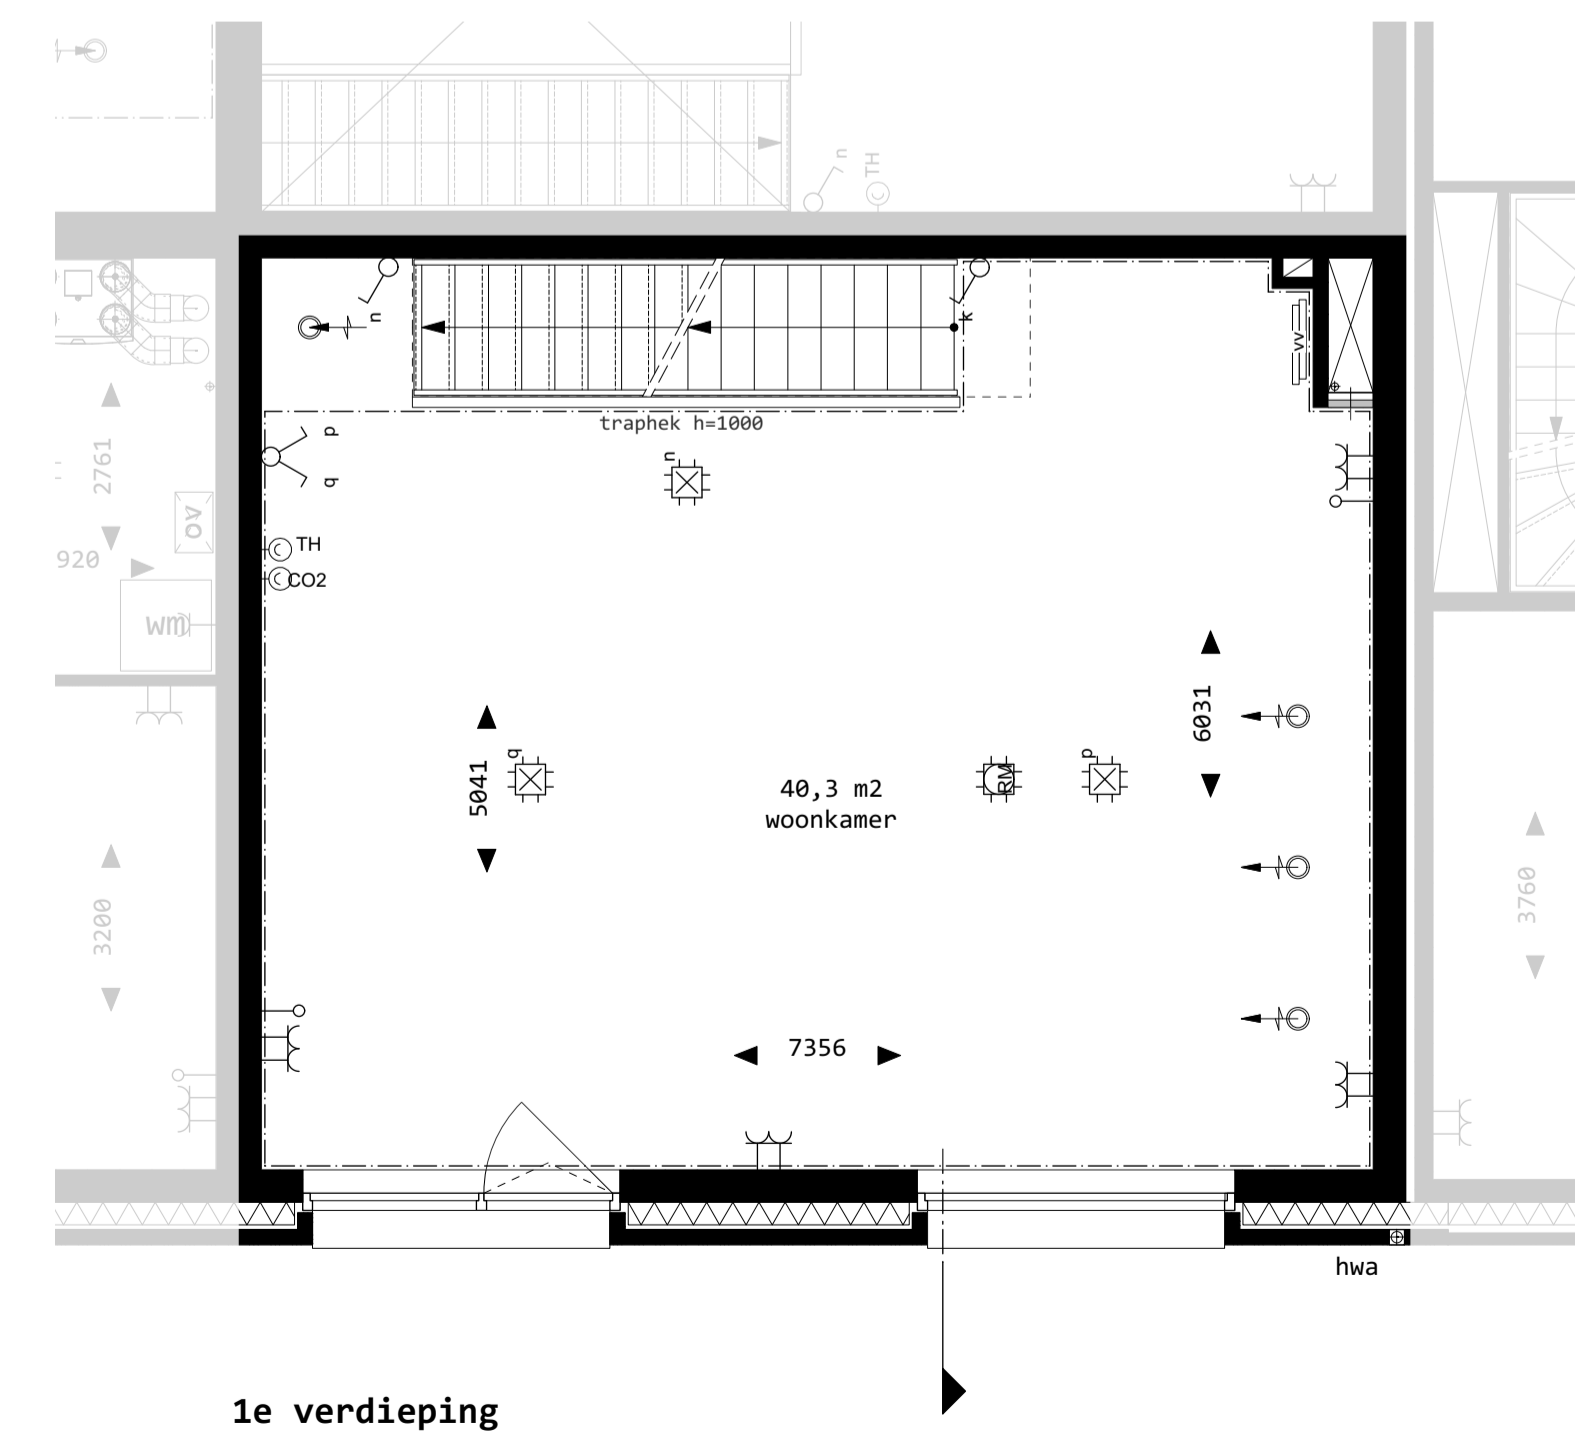 n
TH
n
k
vv
traphek h=1000
p
q
n
2761
ov
920
TH
CO2
wm
6031
q
5041
RM
p
40,3 m2
woonkamer
3200
3760
7356
hwa
1e verdieping